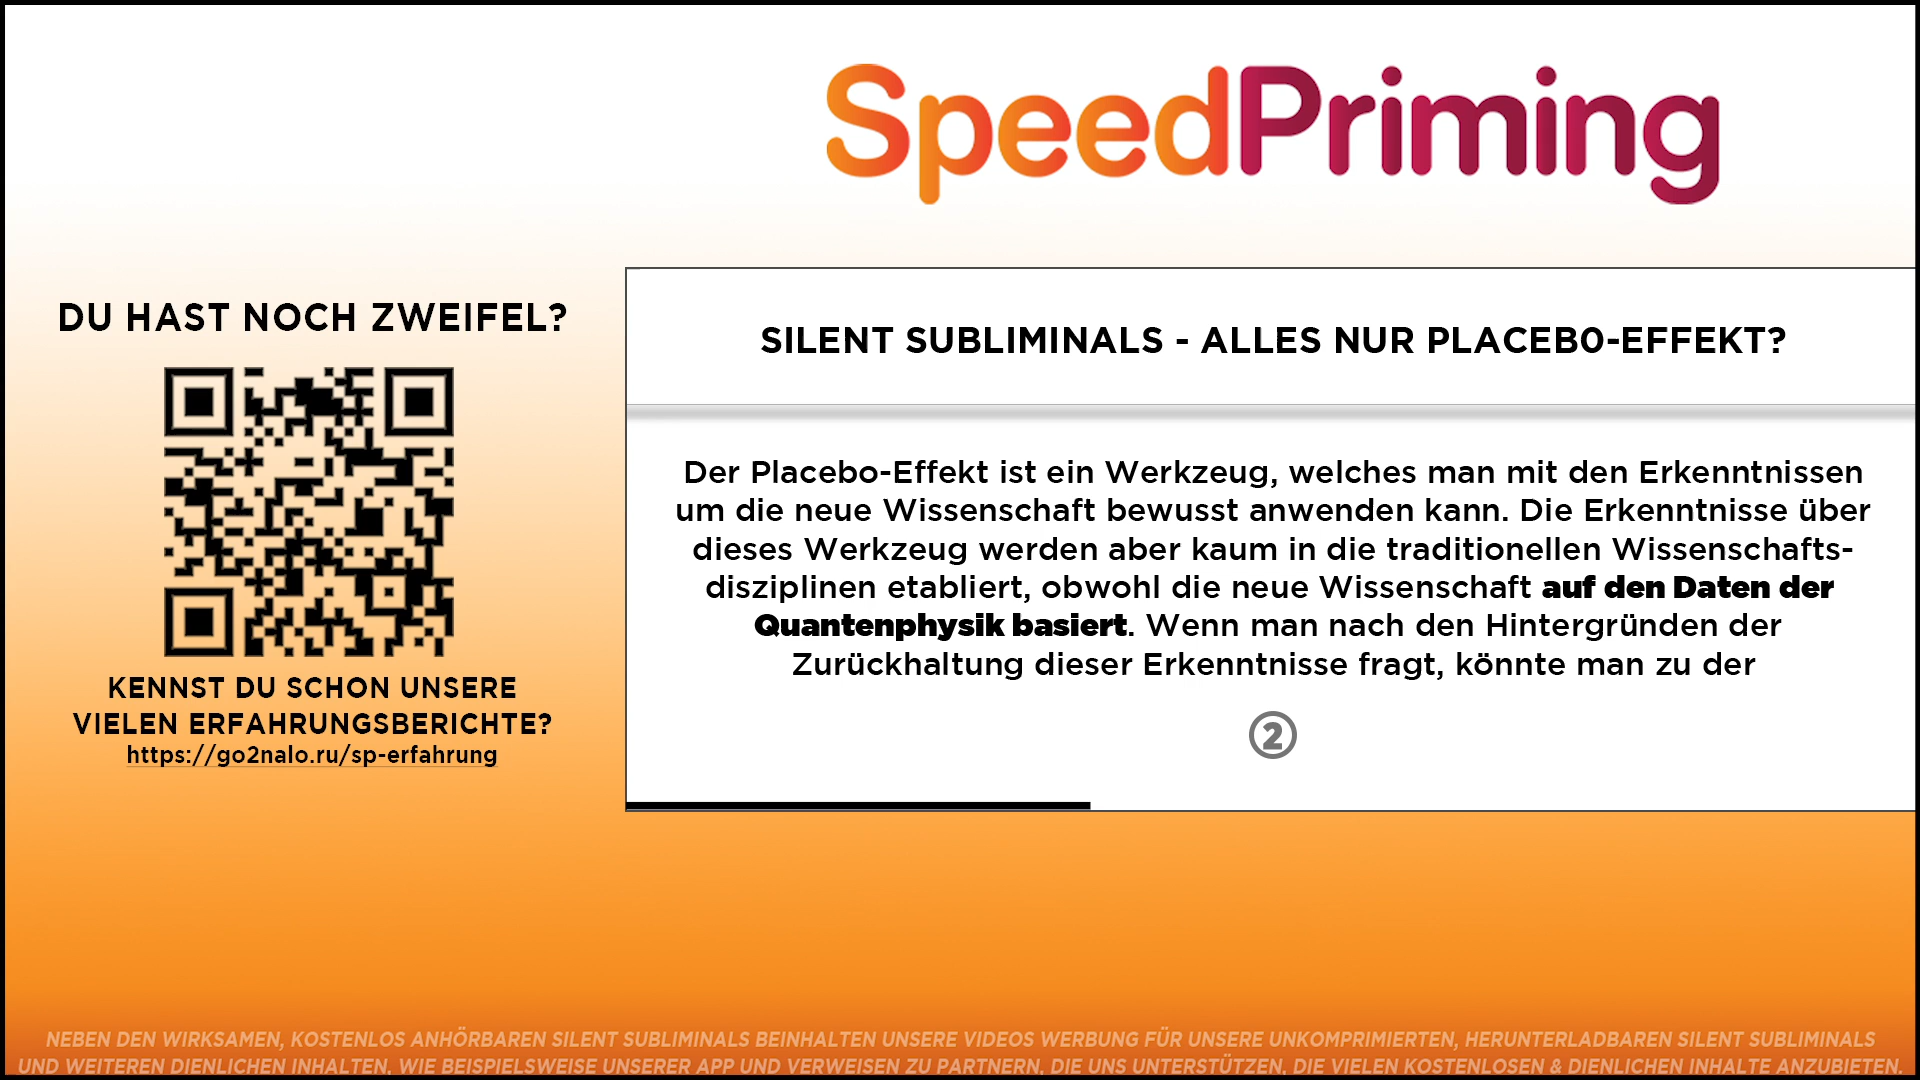 SpeedPriming
DU HAST NOCH ZWEIFEL?
KENNST DU SCHON UNSERE
VIELEN ERFAHRUNGSBERICHTE?
https://go2nalo.ru/sp-erfahrung
SILENT SUBLIMINALS - ALLES NUR PLACEB0-EFFEKT?
Der Placebo-Effekt ist ein Werkzeug, welches man mit den Erkenntnissen
um die neue Wissenschaft bewusst anwenden kann. Die Erkenntnisse über
dieses Werkzeug werden aber kaum in die traditionellen Wissenschafts-
disziplinen etabliert, obwohl die neue Wissenschaft auf den Daten der
Quantenphysik basiert. Wenn man nach den Hintergründen der
Zurückhaltung dieser Erkenntnisse fragt, könnte man zu der
②
NEBEN DEN WIRKSAMEN, KOSTENLOS ANHÖRBAREN SILENT SUBLIMINALS BEINHALTEN UNSERE VIDEOS WERBUNG FÜR UNSERE UNKOMPRIMIERTEN, HERUNTERLADBAREN SILENT SUBLIMINALS
UND WEITEREN DIENLICHEN INHALTEN, WIE BEISPIELSWEISE UNSERER APP UND VERWEISEN ZU PARTNERN, DIE UNS UNTERSTÜTZEN, DIE VIELEN KOSTENLOSEN & DIENLICHEN INHALTE ANZUBIETEN.